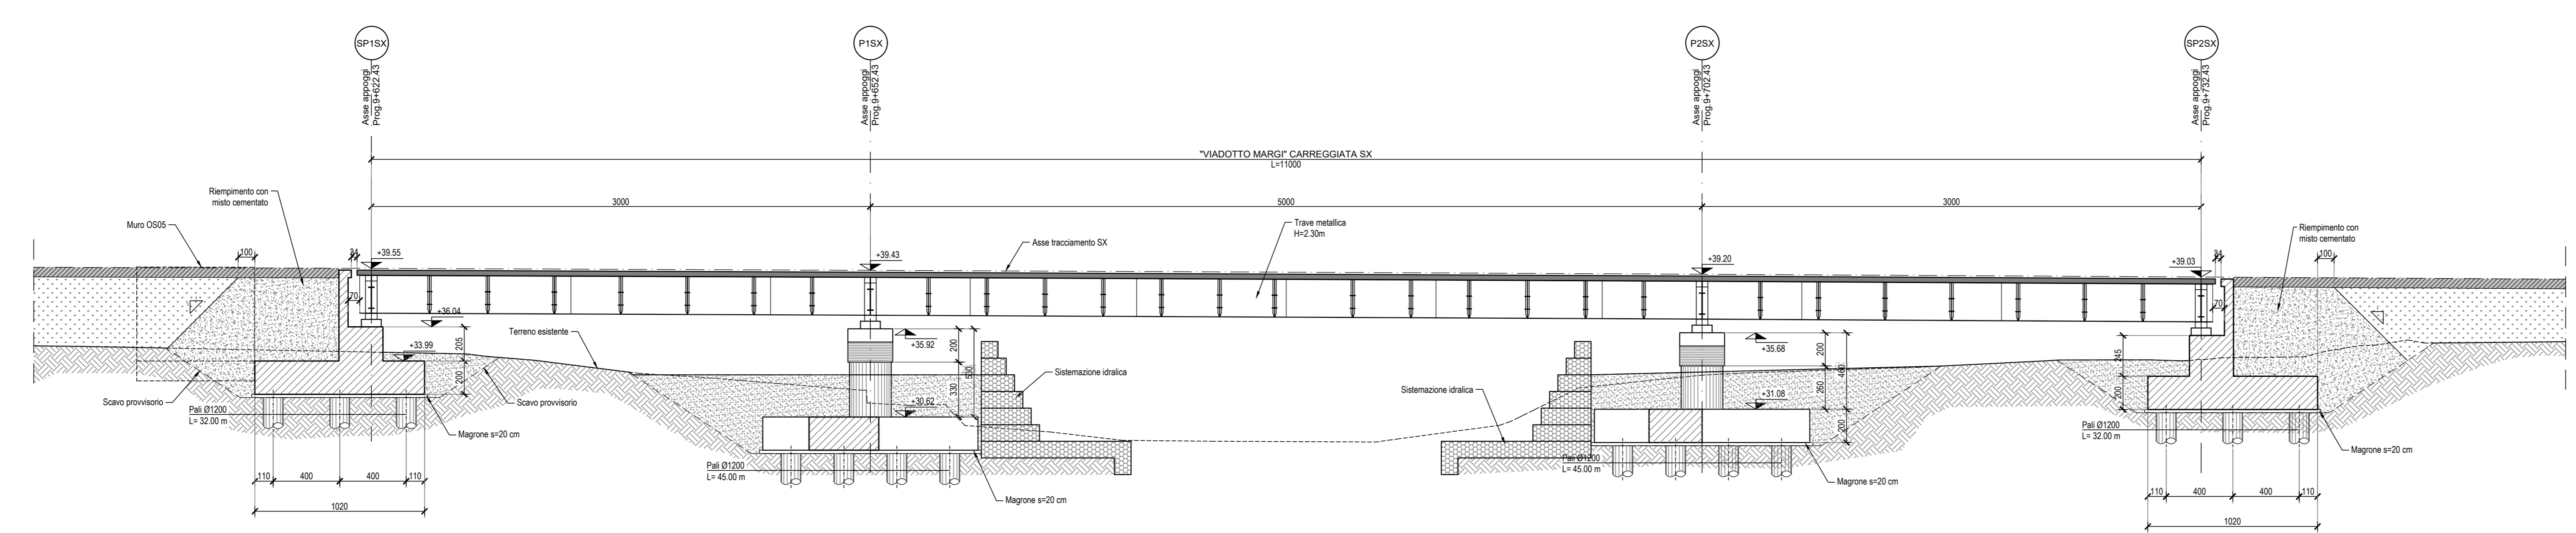 SP1SX
P1SX
P2SX
SP2SX
Asse appoggi
Prog.9+622.43
Asse appoggi
Prog.9+652.43
Asse appoggi
Prog.9+702.43
Asse appoggi
Prog.9+732.43
"VIADOTTO MARGI" CARREGGIATA SX
L=11000
3000
5000
3000
Riempimento con
misto cementato
Muro OS05
100
34
+39.55
+39.43
Asse tracciamento SX
Trave metallica
H=2.30m
+39.20
+39.03
34
Riempimento con
misto cementato
100
70
70
+36.04
+33.99
205
200
Terreno esistente
+35.92
200
530
330
+30.62
Sistemazione idralica
Sistemazione idralica
+35.68
200
460
260
+31.08
200
245
200
Scavo provvisorio
Scavo provvisorio
Pali Ø1200
L= 32.00 m
Magrone s=20 cm
Pali Ø1200
L= 45.00 m
Magrone s=20 cm
Pali Ø1200
L= 45.00 m
Magrone s=20 cm
Pali Ø1200
L= 32.00 m
Magrone s=20 cm
110
400
400
110
1020
110
400
400
110
1020